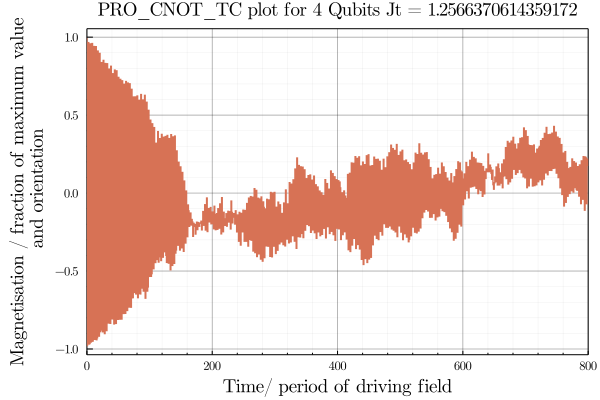 PRO_CNOT_TC plot for 4 Qubits Jt = 1.2566370614359172
Magnetisation / fraction of maximum value
and orientation
1.0
0.5
0.0
−0.5
−1.0
0
200
400
600
800
Time/ period of driving field